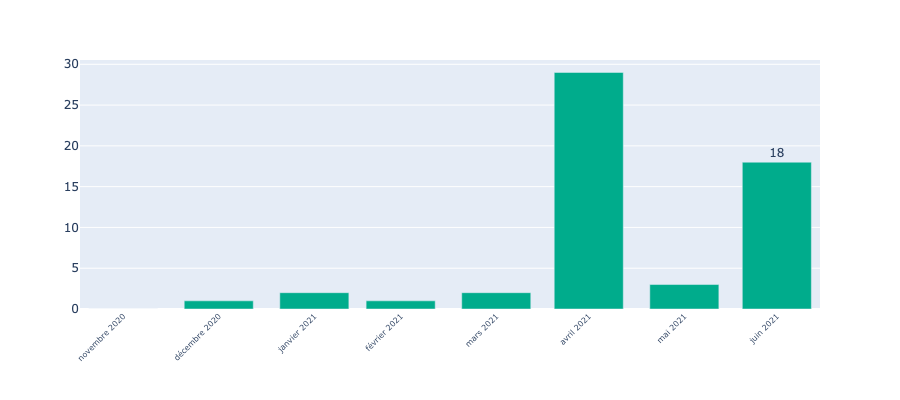 30
25
20
15
10
5
0
18
novembre 2020
décembre 2020
janvier 2021
février 2021
mars 2021
avril 2021
mai 2021
juin 2021